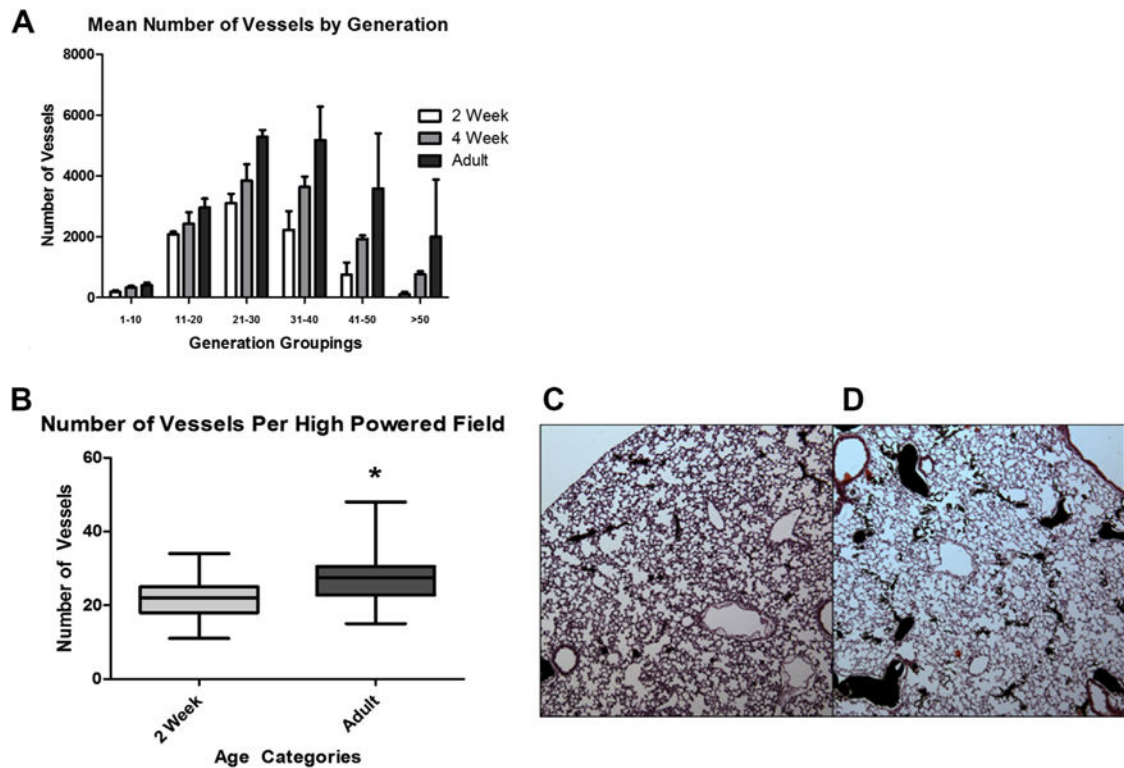 A
Mean Number of Vessels by Generation
8000
6000
4000
2000
0
Number of Vessels
2 Week
4 Week
Adult
1-10
11-20
21-30
31-40
41-50
>50
Generation Groupings
B
Number of Vessels Per High Powered Field
60
40
20
0
Number of Vessels
*
2 Week
Adult
Age Categories
C
D